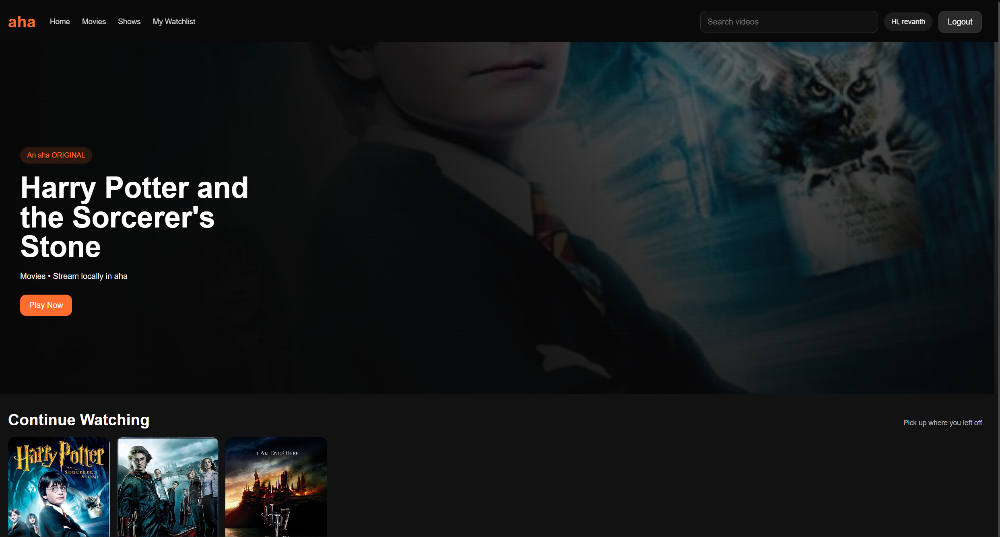 aha
Home
Movies
Shows
My Watchlist
Search videos
Hi, revanth
Logout
An aha ORIGINAL
Harry Potter and
the Sorcerer's
Stone
Movies • Stream locally in aha
Play Now
Continue Watching
Pick up where you left off
Harry Potter
AND THE
SORCERER'S
STONE
IT ALL ENDS HERE
HP7